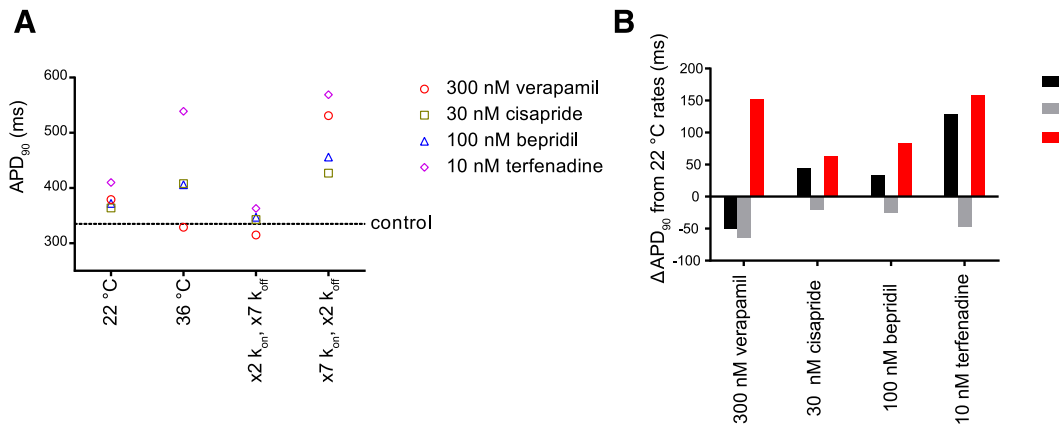 A
APD90 (ms)
600
500
400
300
22 °C
36 °C
x2 kon, x7 koff
x7 kon, x2 koff
control
300 nM verapamil
30 nM cisapride
100 nM bepridil
10 nM terfenadine
B
ΔAPD90 from 22 °C rates (ms)
200
150
100
50
0
-50
-100
300 nM verapamil
30 nM cisapride
100 nM bepridil
10 nM terfenadine